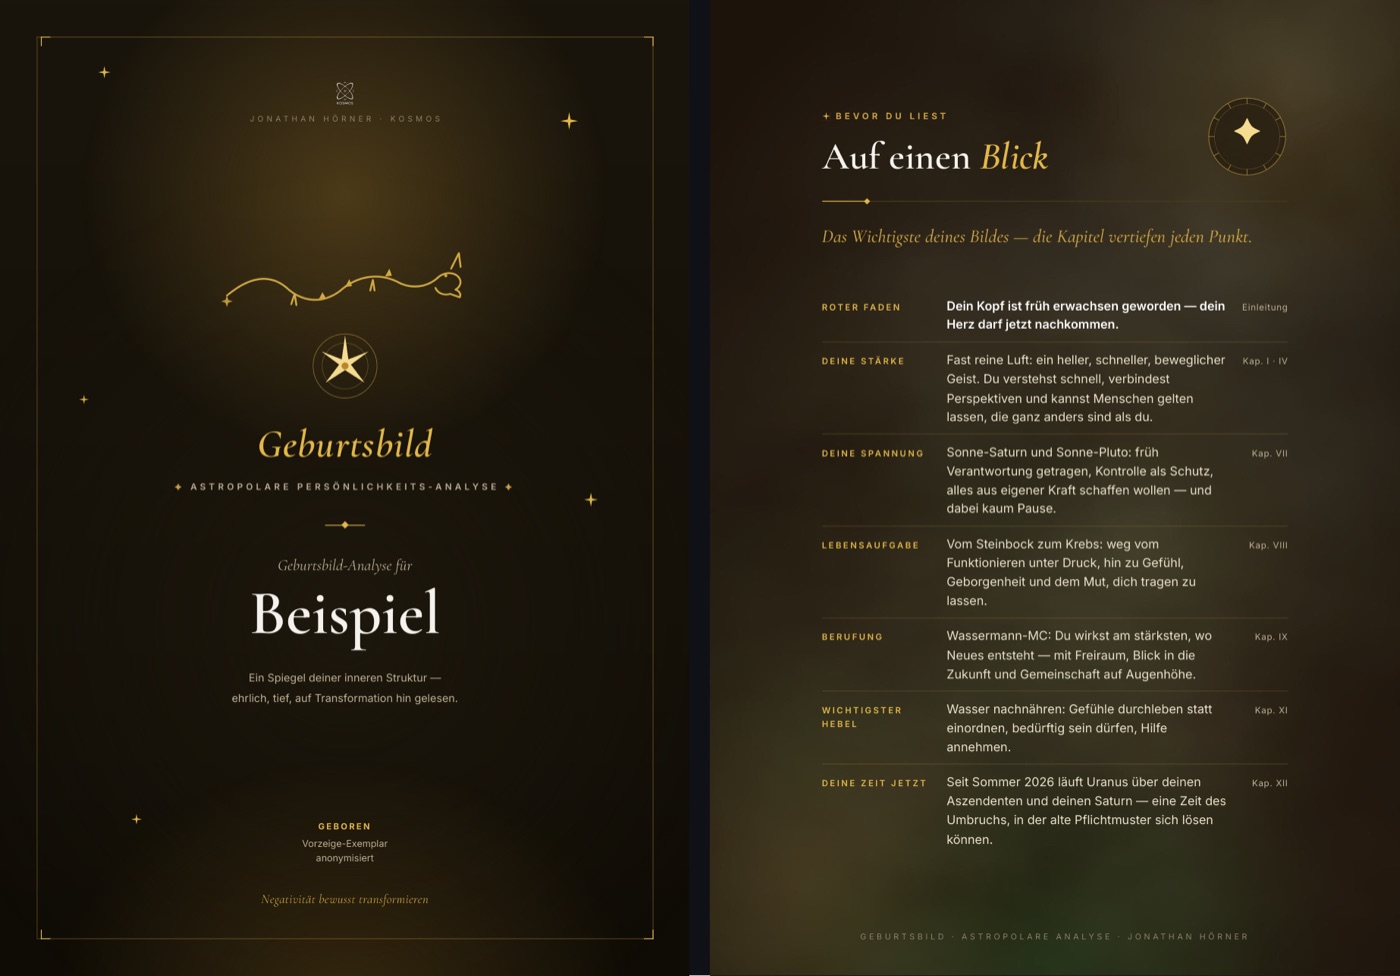 KOSMOS
JONATHAN HÖRNER · KOSMOS
Geburtsbild
ASTROPOLARE PERSÖNLICHKEITS-ANALYSE
Geburtsbild-Analyse für
Beispiel
Ein Spiegel deiner inneren Struktur —
ehrlich, tief, auf Transformation hin gelesen.
GEBOREN
Vorzeige-Exemplar
anonymisiert
Negativität bewusst transformieren
BEVOR DU LIEST
Auf einen Blick
Das Wichtigste deines Bildes — die Kapitel vertiefen jeden Punkt.
ROTER FADEN
Dein Kopf ist früh erwachsen geworden — dein
Herz darf jetzt nachkommen.
Einleitung
DEINE STÄRKE
Fast reine Luft: ein heller, schneller, beweglicher
Geist. Du verstehst schnell, verbindest
Perspektiven und kannst Menschen gelten
lassen, die ganz anders sind als du.
Kap. I · IV
DEINE SPANNUNG
Sonne-Saturn und Sonne-Pluto: früh
Verantwortung getragen, Kontrolle als Schutz,
alles aus eigener Kraft schaffen wollen — und
dabei kaum Pause.
Kap. VII
LEBENSAUFGABE
Vom Steinbock zum Krebs: weg vom
Funktionieren unter Druck, hin zu Gefühl,
Geborgenheit und dem Mut, dich tragen zu
lassen.
Kap. VIII
BERUFUNG
Wassermann-MC: Du wirkst am stärksten, wo
Neues entsteht — mit Freiraum, Blick in die
Zukunft und Gemeinschaft auf Augenhöhe.
Kap. IX
WICHTIGSTER
HEBEL
Wasser nachnähren: Gefühle durchleben statt
einordnen, bedürftig sein dürfen, Hilfe
annehmen.
Kap. XI
DEINE ZEIT JETZT
Seit Sommer 2026 läuft Uranus über deinen
Aszendenten und deinen Saturn — eine Zeit des
Umbruchs, in der alte Pflichtmuster sich lösen
können.
Kap. XII
GEBURTSBILD · ASTROPOLARE ANALYSE · JONATHAN HÖRNER